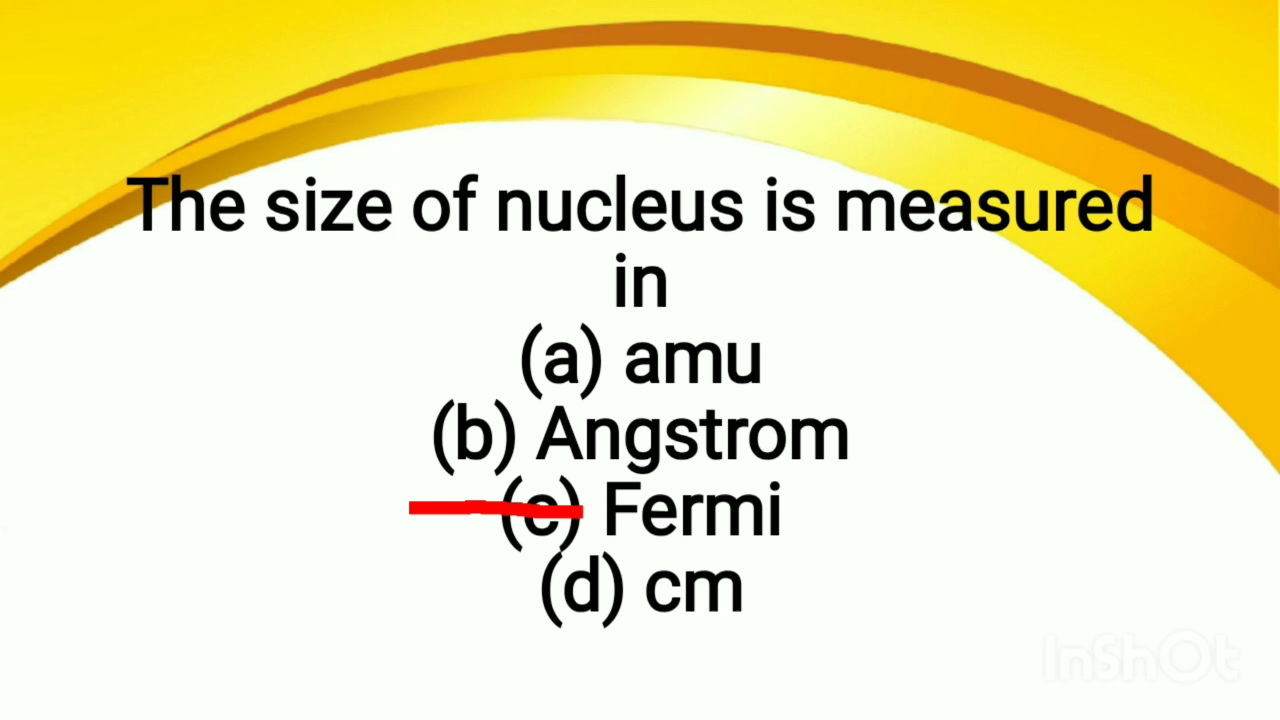 The size of nucleus is measured
in
(a) amu
(b) Angstrom
(c) Fermi
(d) cm
InShOt